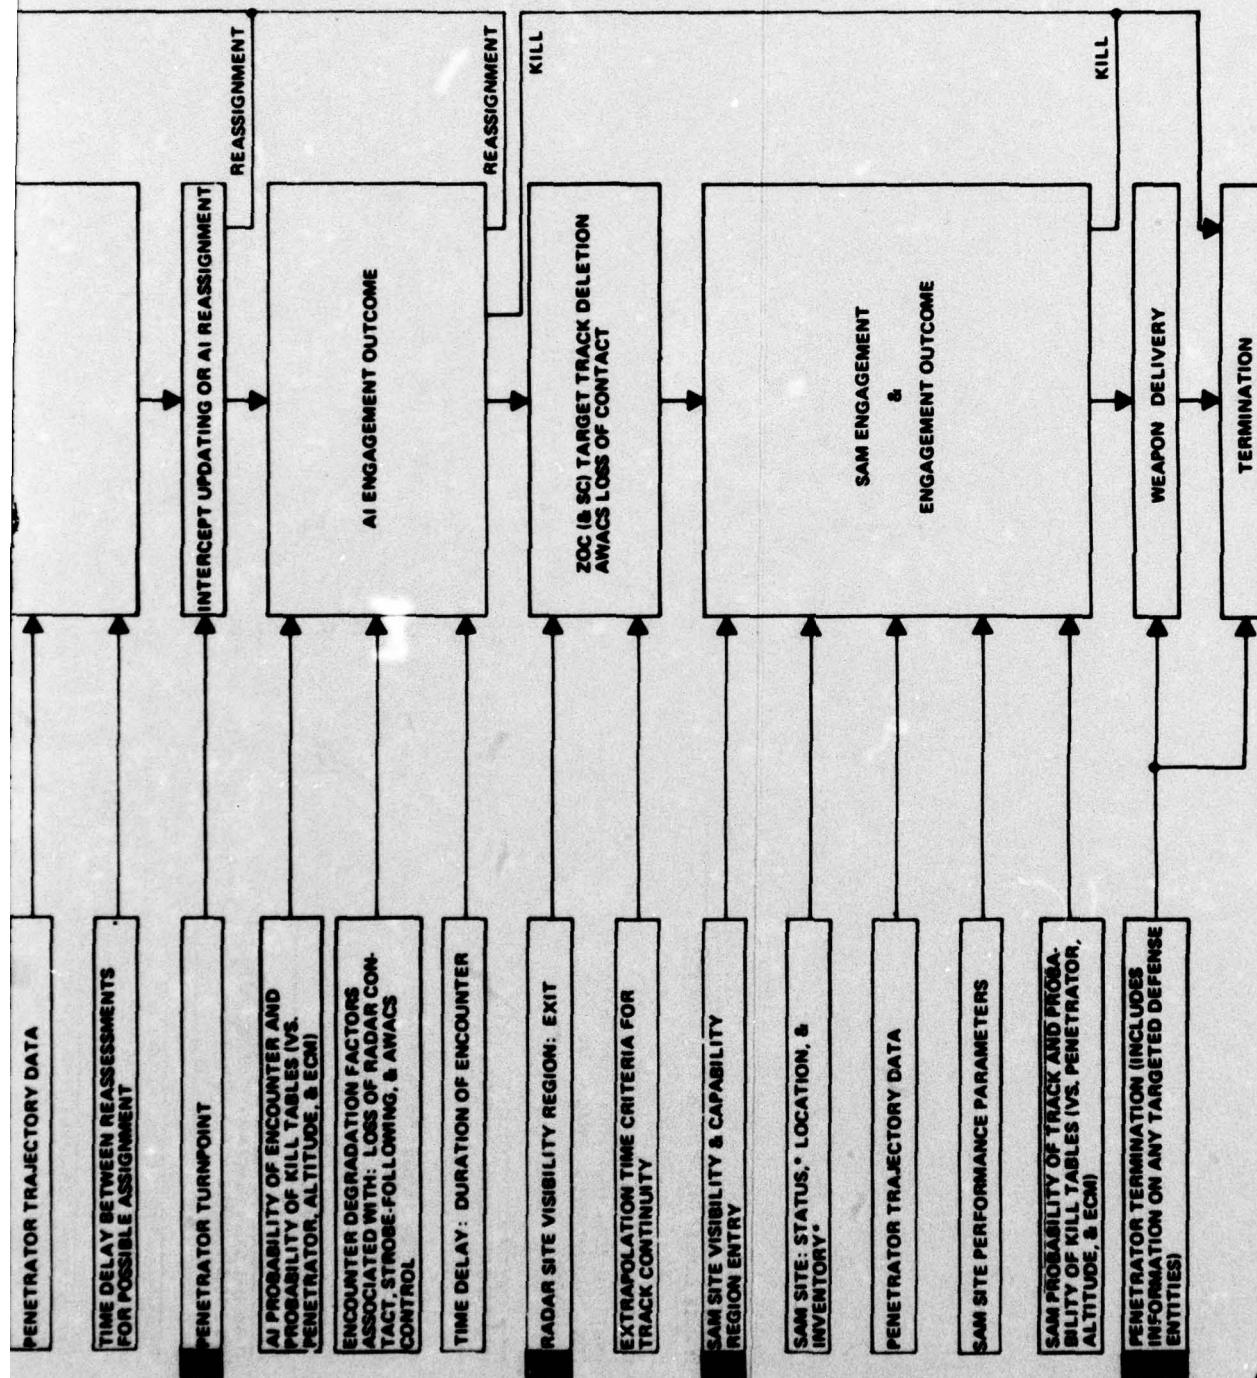 PENETRATOR TRAJECTORY DATA
TIME DELAY BETWEEN REASSESSMENTS
FOR POSSIBLE ASSIGNMENT
PENETRATOR TURNPOINT
AI PROBABILITY OF ENCOUNTER AND
PROBABILITY OF KILL TABLES (VS.
PENETRATOR, ALTITUDE, & ECM)
ENCOUNTER DEGRADATION FACTORS
ASSOCIATED WITH: LOSS OF RADAR CON-
TACT, STROBE-FOLLOWING, & AWACS
CONTROL
TIME DELAY: DURATION OF ENCOUNTER
RADAR SITE VISIBILITY REGION: EXIT
EXTRAPOLATION TIME CRITERIA FOR
TRACK CONTINUITY
SAM SITE VISIBILITY & CAPABILITY
REGION ENTRY
SAM SITE: STATUS,* LOCATION, &
INVENTORY*
PENETRATOR TRAJECTORY DATA
SAM SITE PERFORMANCE PARAMETERS
SAM PROBABILITY OF TRACK AND PROBA-
BILITY OF KILL TABLES (VS. PENETRATOR,
ALTITUDE, & ECM)
PENETRATOR TERMINATION (INCLUDES
INFORMATION ON ANY TARGETED DEFENSE
ENTITIES)
INTERCEPT UPDATING OR AI REASSIGNMENT
AI ENGAGEMENT OUTCOME
ZOC (& SC) TARGET TRACK DELETION
AWACS LOSS OF CONTACT
SAM ENGAGEMENT
&
ENGAGEMENT OUTCOME
WEAPON DELIVERY
TERMINATION
REASSIGNMENT
REASSIGNMENT
KILL
KILL